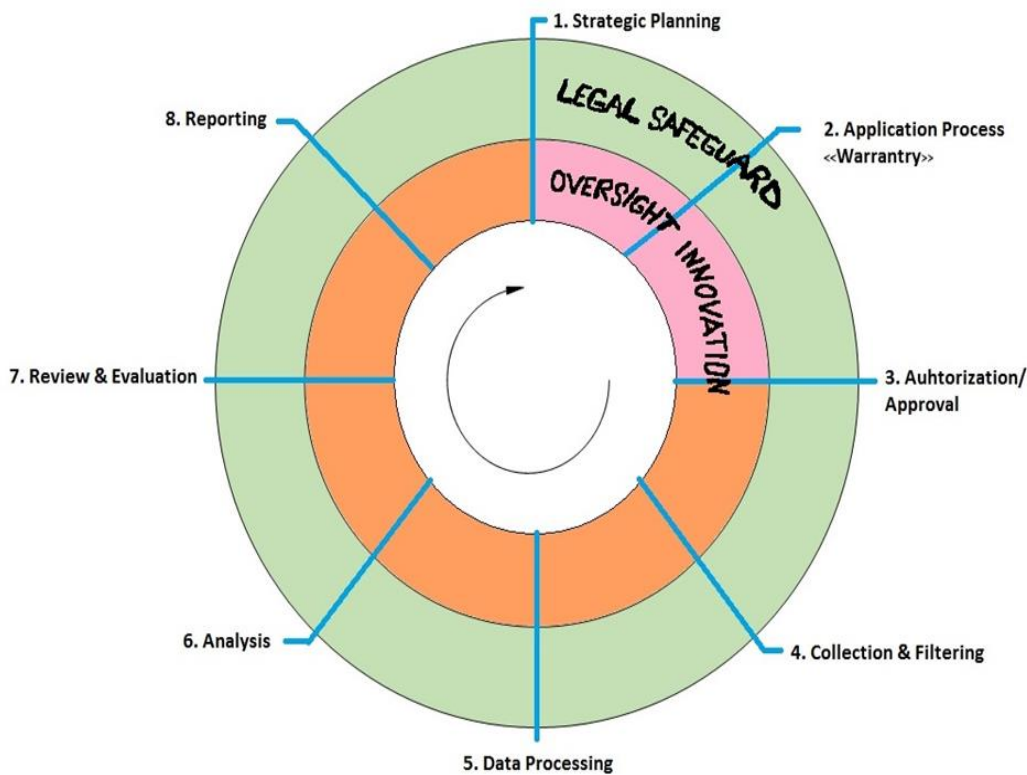 1. Strategic Planning
LEGAL SAFEGUARD
OVERSIGHT INNOVATION
2. Application Process
«Warrantry»
3. Auhtorization/
Approval
4. Collection & Filtering
5. Data Processing
6. Analysis
7. Review & Evaluation
8. Reporting